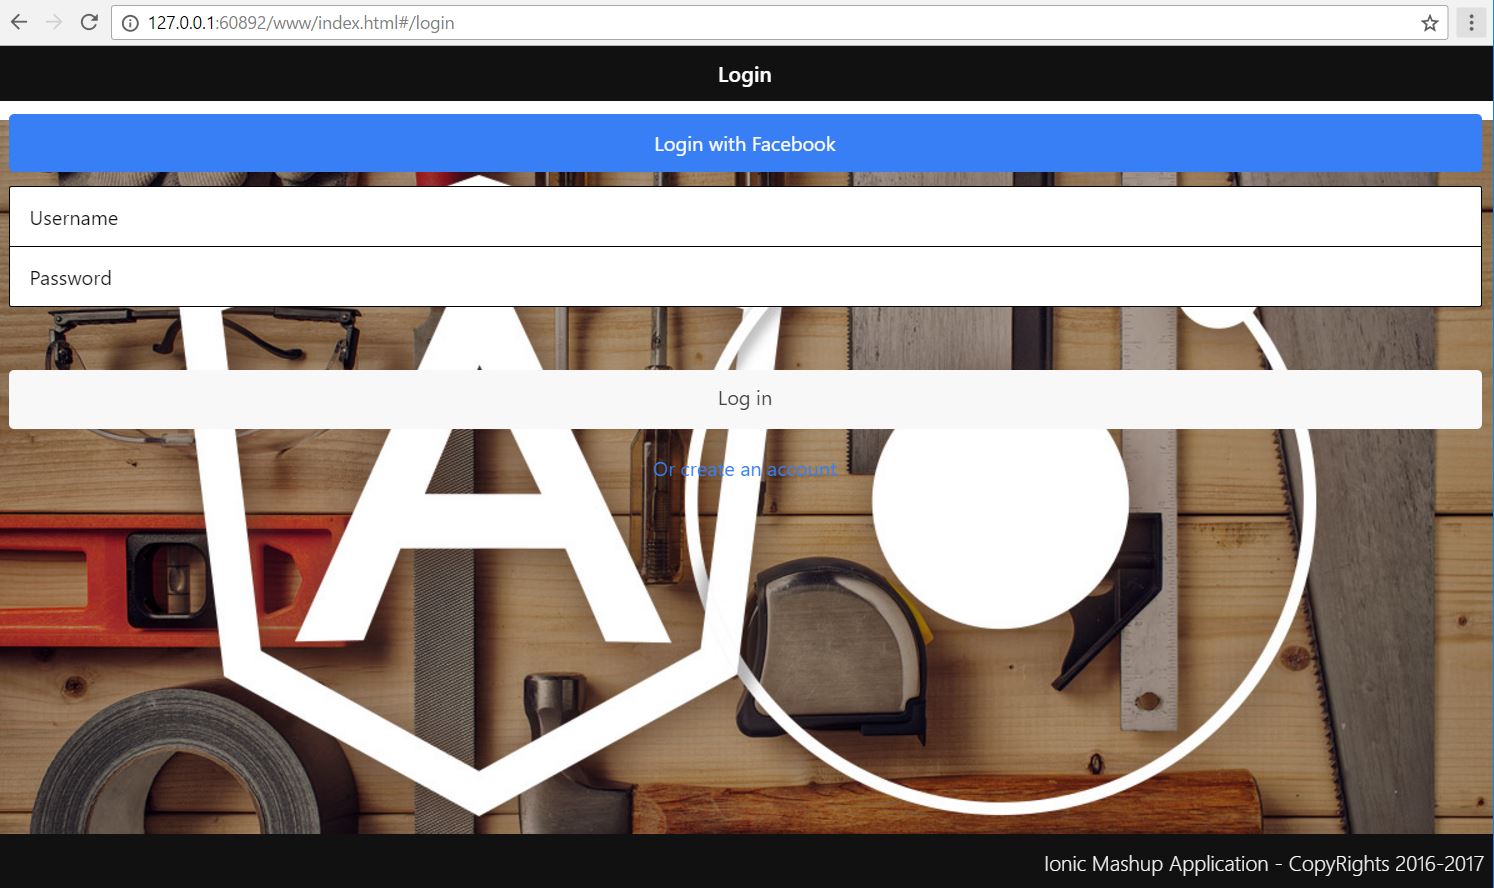 127.0.0.1:60892/www/index.html#/login
Login
Login with Facebook
Username
Password
Log in
Or create an account
A
Ionic Mashup Application - CopyRights 2016-2017